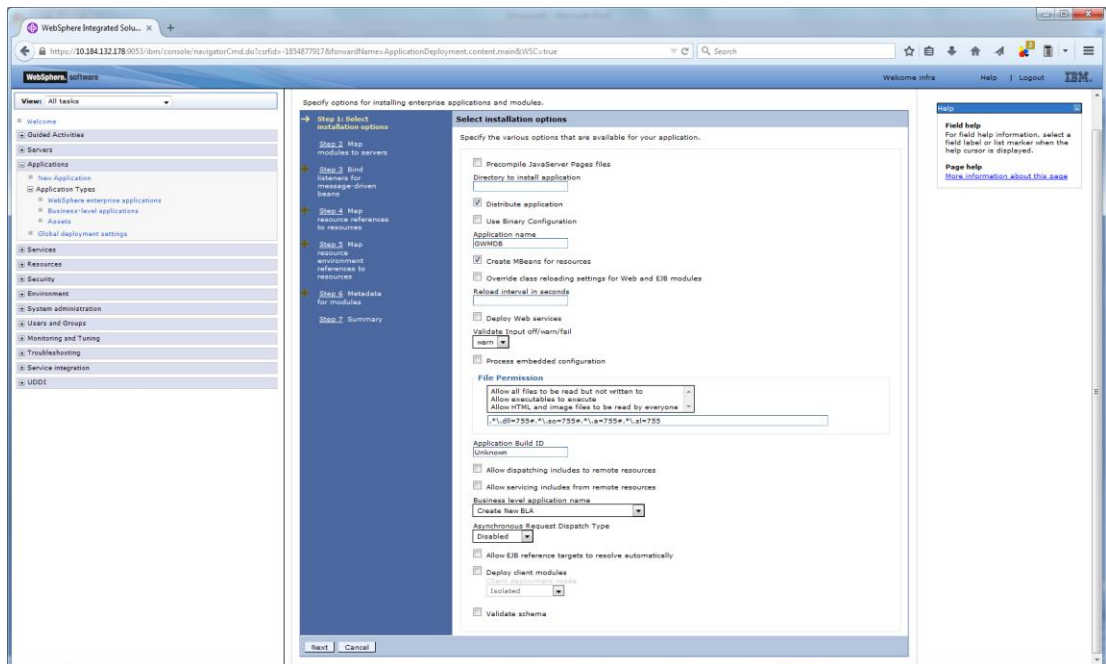 WebSphere Integrated Solu...
https://10.184.132.178:9053/ibm/console/navigatorCmd.do?csrfid=-1854877917&forwardName=ApplicationDeployment.content.main&WSC=true
Search
WebSphere. software
Welcome infra
Help | Logout
IBM.
View: All tasks
Welcome
Guided Activities
Servers
Applications
New Application
Application Types
WebSphere enterprise applications
Business-level applications
Assets
Global deployment settings
Services
Resources
Security
Environment
System administration
Users and Groups
Monitoring and Tuning
Troubleshooting
Service integration
UDDI
Specify options for installing enterprise applications and modules.
Step 1: Select
installation options
Step 2 Map
modules to servers
Step 3 Bind
listeners for
message-driven
beans
Step 4 Map
resource references
to resources
Step 5 Map
resource
environment
references to
resources
Step 6 Metadata
for modules
Step 7 Summary
Select installation options
Specify the various options that are available for your application.
Precompile JavaServer Pages files
Directory to install application
Distribute application
Use Binary Configuration
Application name
GWMDB
Create MBeans for resources
Override class reloading settings for Web and EJB modules
Reload interval in seconds
Deploy Web services
Validate Input off/warn/fail
warn
Process embedded configuration
File Permission
Allow all files to be read but not written to
Allow executables to execute
Allow HTML and image files to be read by everyone
.*\.dll=755#.*\.so=755#.*\.a=755#.*\.sl=755
Application Build ID
Unknown
Allow dispatching includes to remote resources
Allow servicing includes from remote resources
Business level application name
Create New BLA
Asynchronous Request Dispatch Type
Disabled
Allow EJB reference targets to resolve automatically
Deploy client modules
Client deployment mode
Isolated
Validate schema
Next
Cancel
Help
Field help
For field help information, select a
field label or list marker when the
help cursor is displayed.
Page help
More information about this page